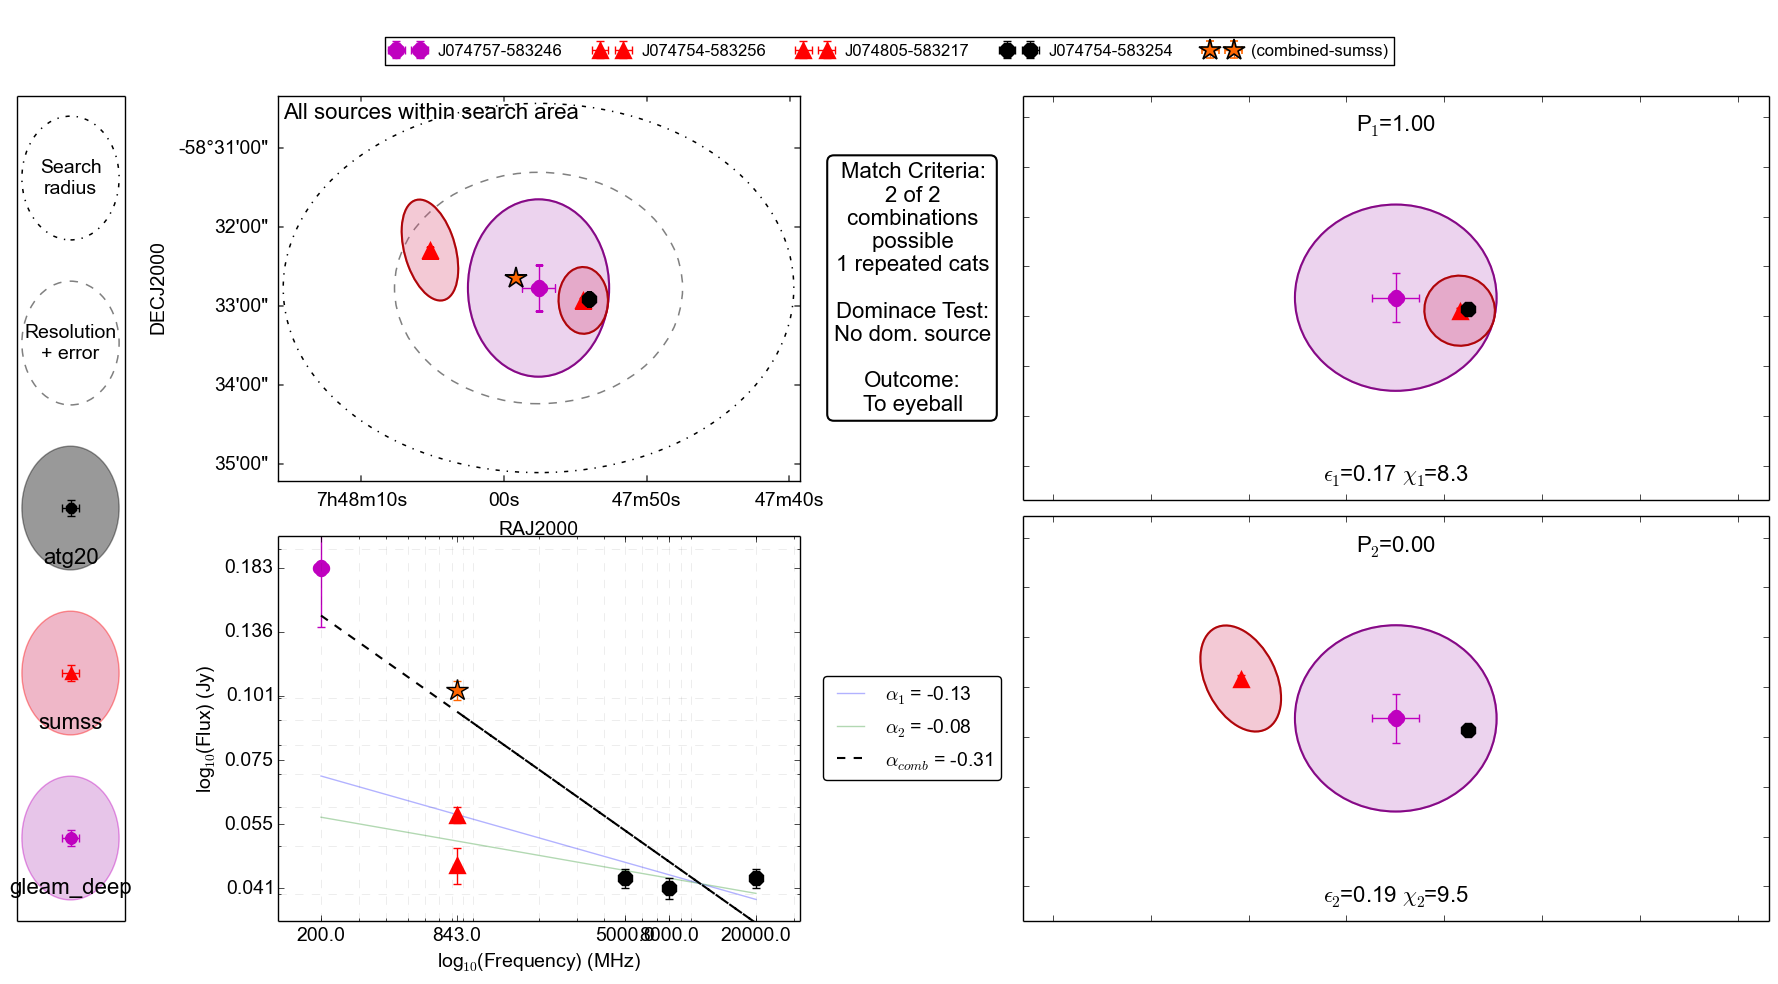 J074757-583246 J074754-583256 J074805-583217 J074754-583254 (combined-sumss)
Search
radius
Resolution
+ error
atg20
sumss
gleam_deep
All sources within search area
DECJ2000
-58°31'00"
32'00"
33'00"
34'00"
35'00"
7h48m10s 00s 47m50s 47m40s
RAJ2000
Match Criteria:
2 of 2
combinations
possible
1 repeated cats
Dominace Test:
No dom. source
Outcome:
To eyeball
P₁=1.00
ϵ₁=0.17 χ₁=8.3
log₁₀(Flux) (Jy)
0.183
0.136
0.101
0.075
0.055
0.041
200.0 843.0 5000.0 8000.0 20000.0
log₁₀(Frequency) (MHz)
α₁ = -0.13
α₂ = -0.08
α_comb = -0.31
P₂=0.00
ϵ₂=0.19 χ₂=9.5